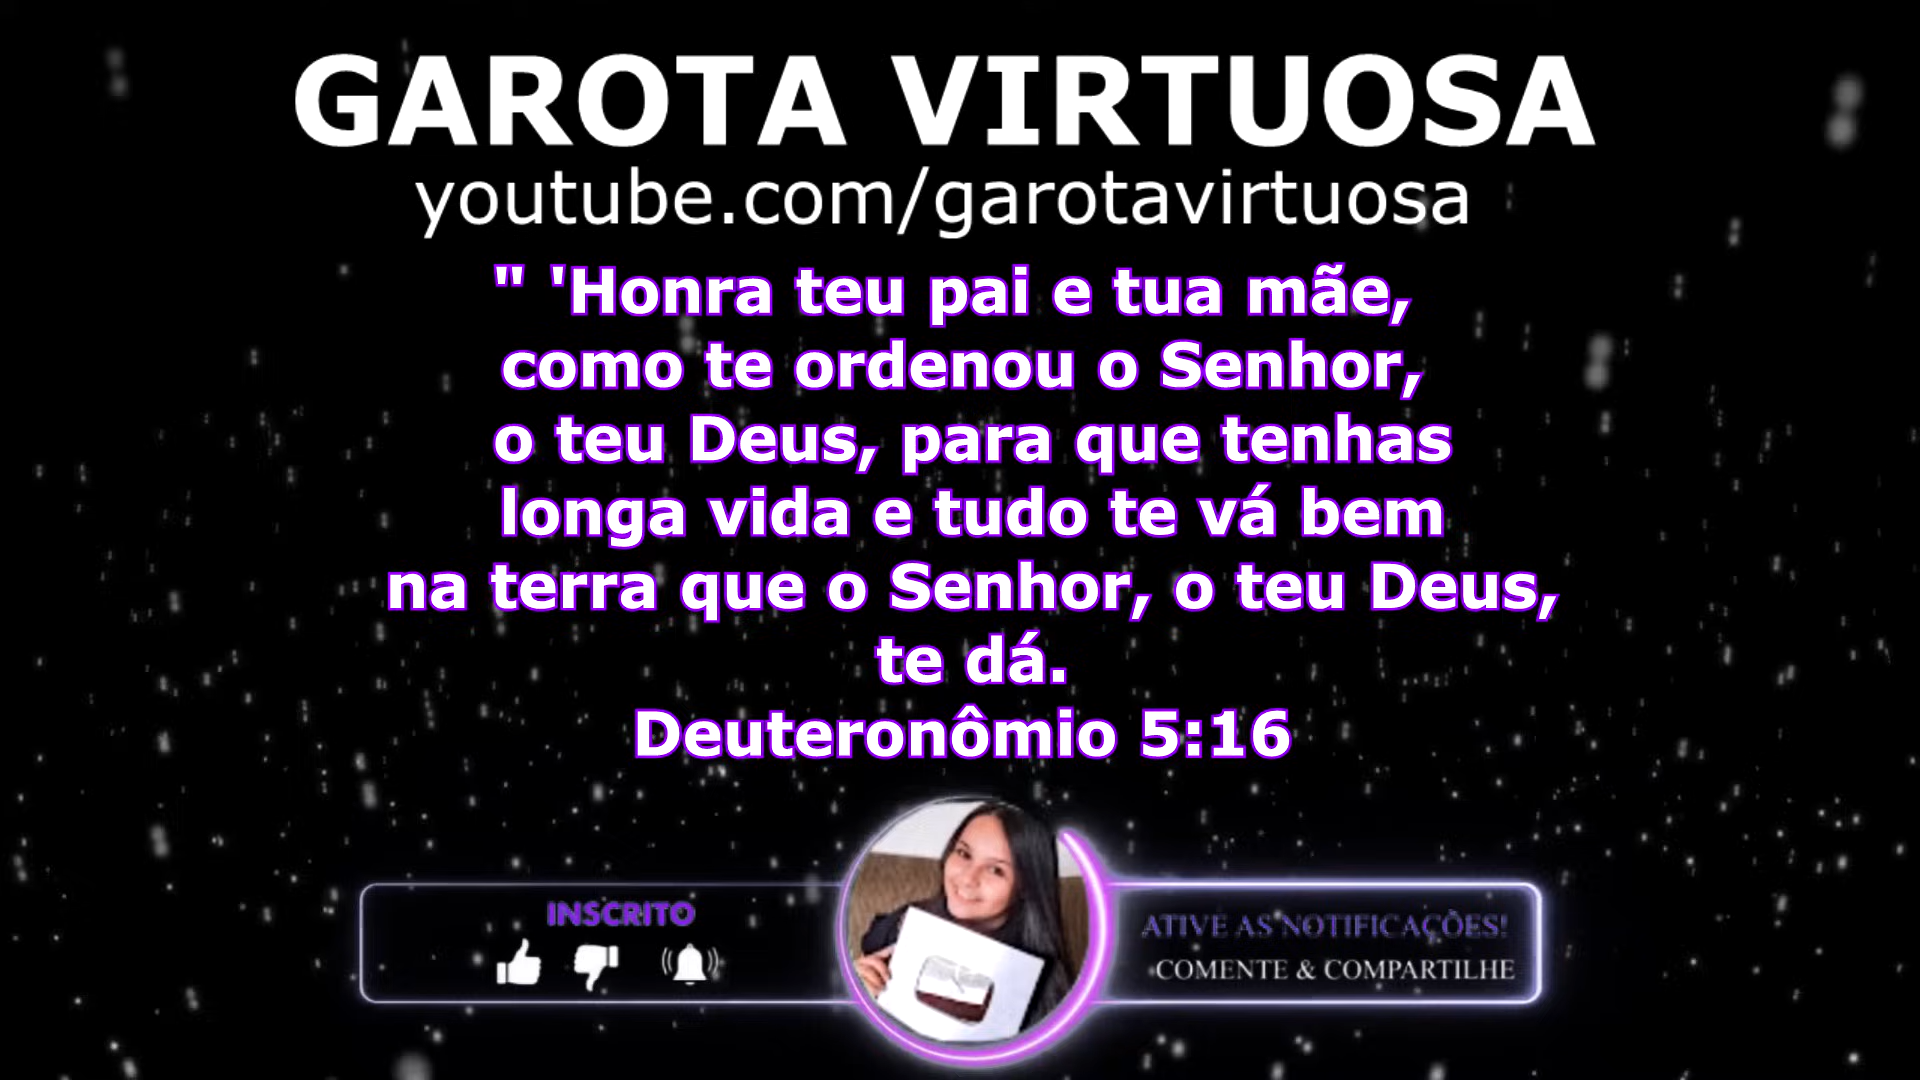 GAROTA VIRTUOSA
youtube.com/garotavirtuosa
" 'Honra teu pai e tua mãe,
como te ordenou o Senhor,
o teu Deus, para que tenhas
longa vida e tudo te vá bem
na terra que o Senhor, o teu Deus,
te dá.
Deuteronômio 5:16
INSCRITO
ATIVE AS NOTIFICAÇÕES!
COMENTE & COMPARTILHE